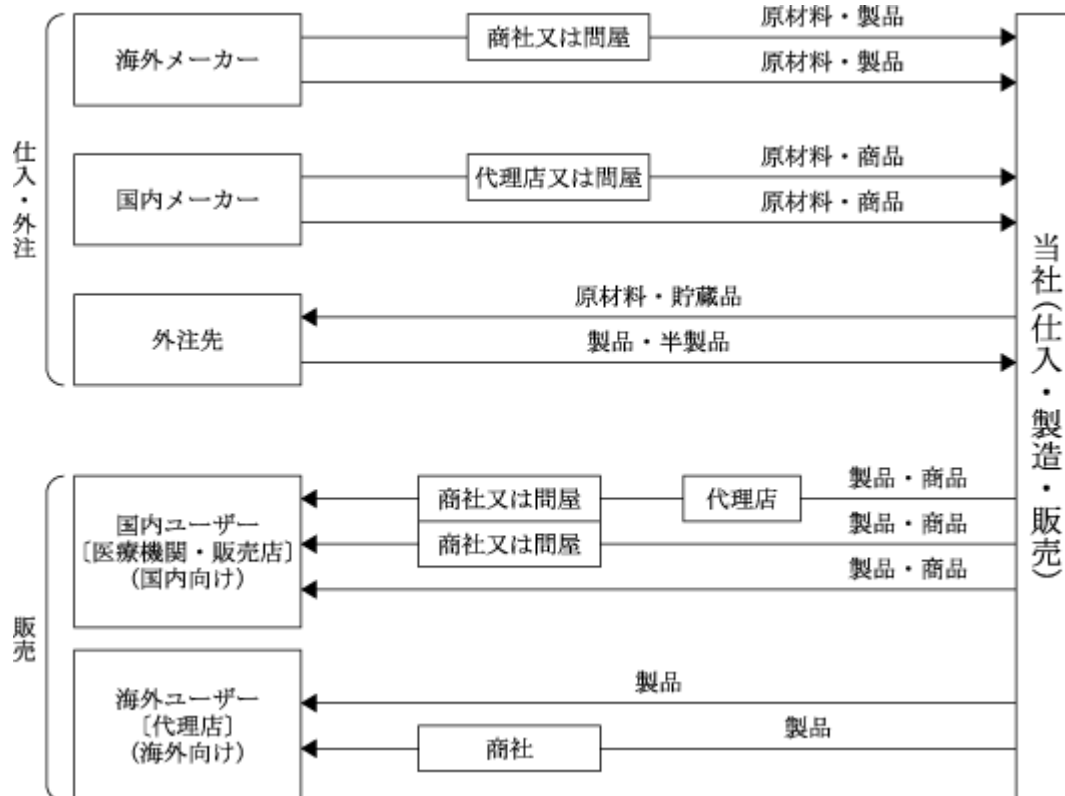 仕入・外注
海外メーカー
商社又は問屋
原材料・製品
原材料・製品
国内メーカー
代理店又は問屋
原材料・商品
原材料・商品
外注先
原材料・貯蔵品
製品・半製品
当社(仕入・製造・販売)
販売
国内ユーザー
〔医療機関・販売店〕
(国内向け)
商社又は問屋
代理店
製品・商品
商社又は問屋
製品・商品
製品・商品
海外ユーザー
〔代理店〕
(海外向け)
製品
商社
製品